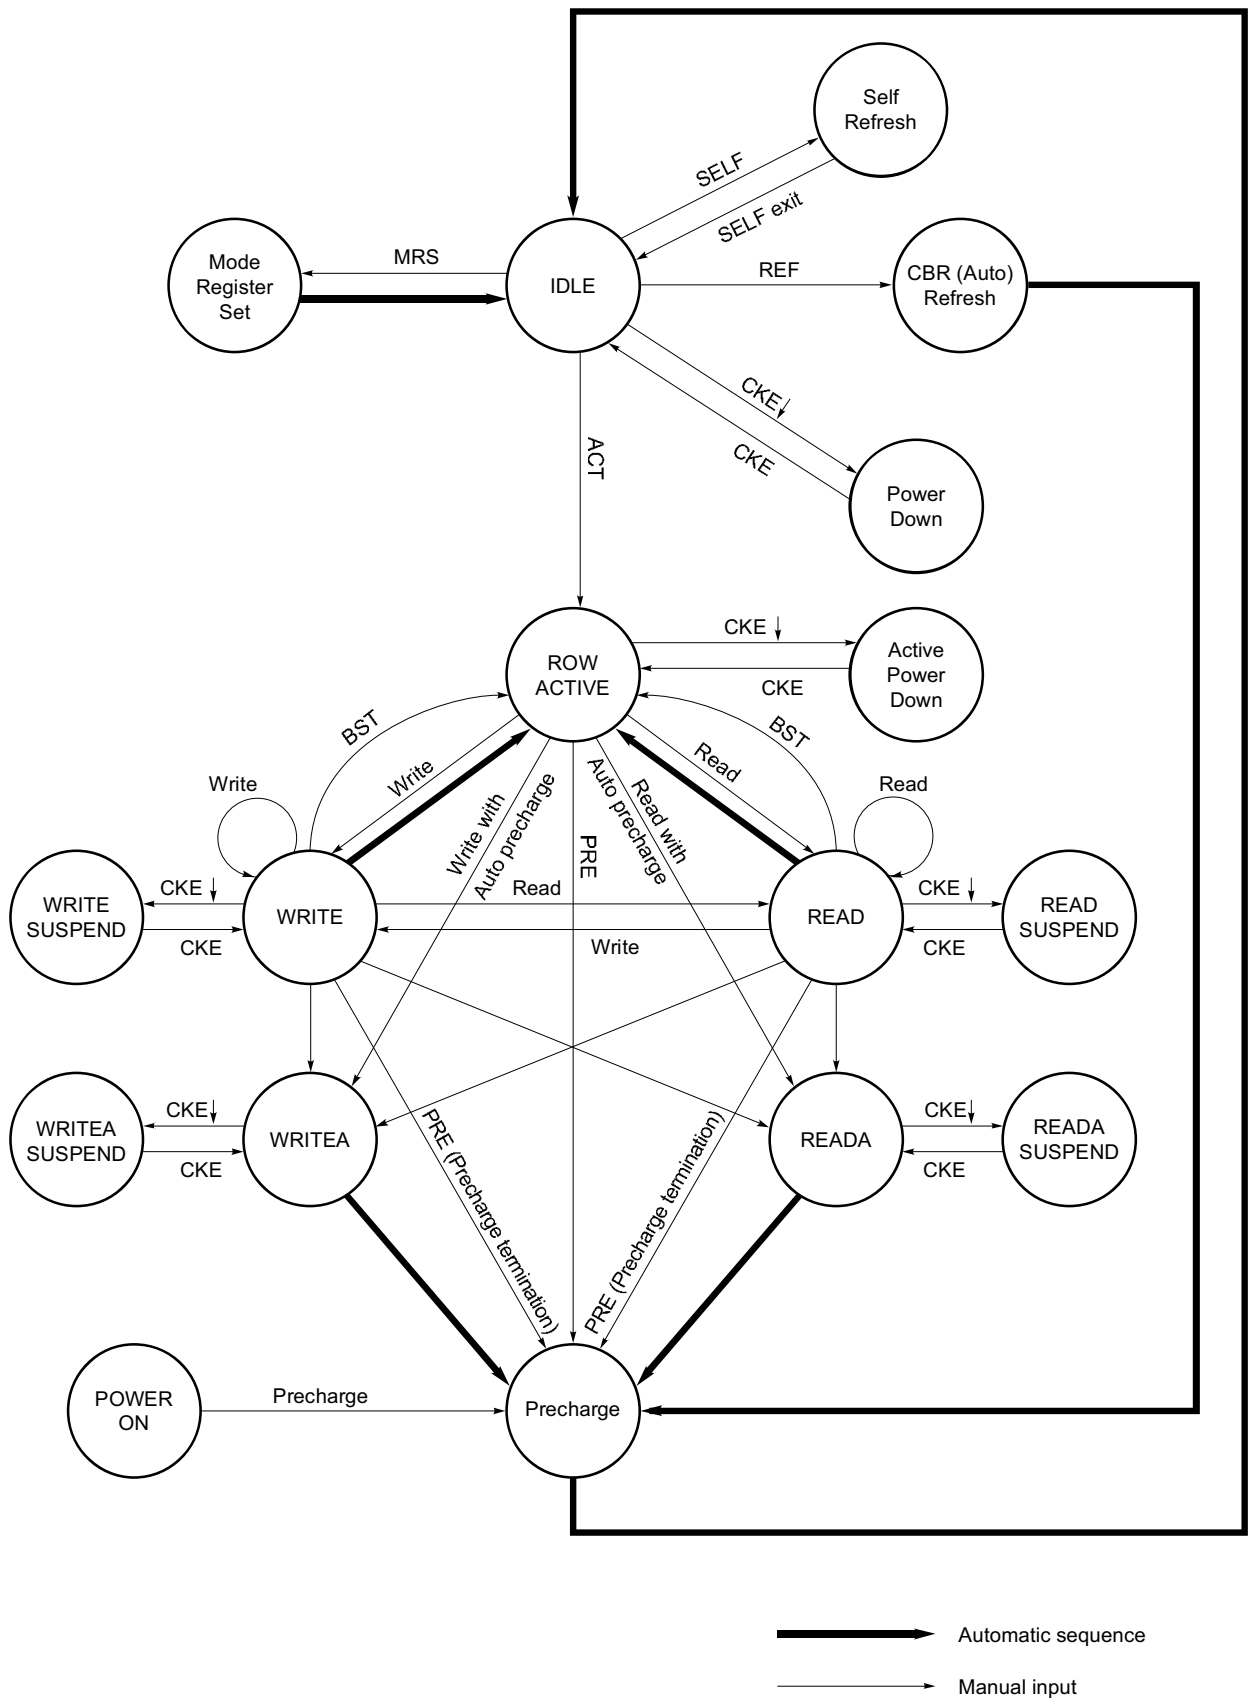 Self
Refresh
SELF
SELF exit
Mode
Register
Set
MRS
IDLE
REF
CBR (Auto)
Refresh
CKE
CKE
ACT
Power
Down
ROW
ACTIVE
CKE
CKE
Active
Power
Down
BST
Write
Write with
Auto precharge
PRE
Read with
Auto precharge
Read
BST
Write
Read
WRITE
SUSPEND
CKE
CKE
WRITE
Read
Write
READ
CKE
CKE
READ
SUSPEND
WRITEA
SUSPEND
CKE
CKE
WRITEA
PRE (Precharge termination)
PRE (Precharge termination)
READA
CKE
CKE
READA
SUSPEND
POWER
ON
Precharge
Precharge
Automatic sequence
Manual input